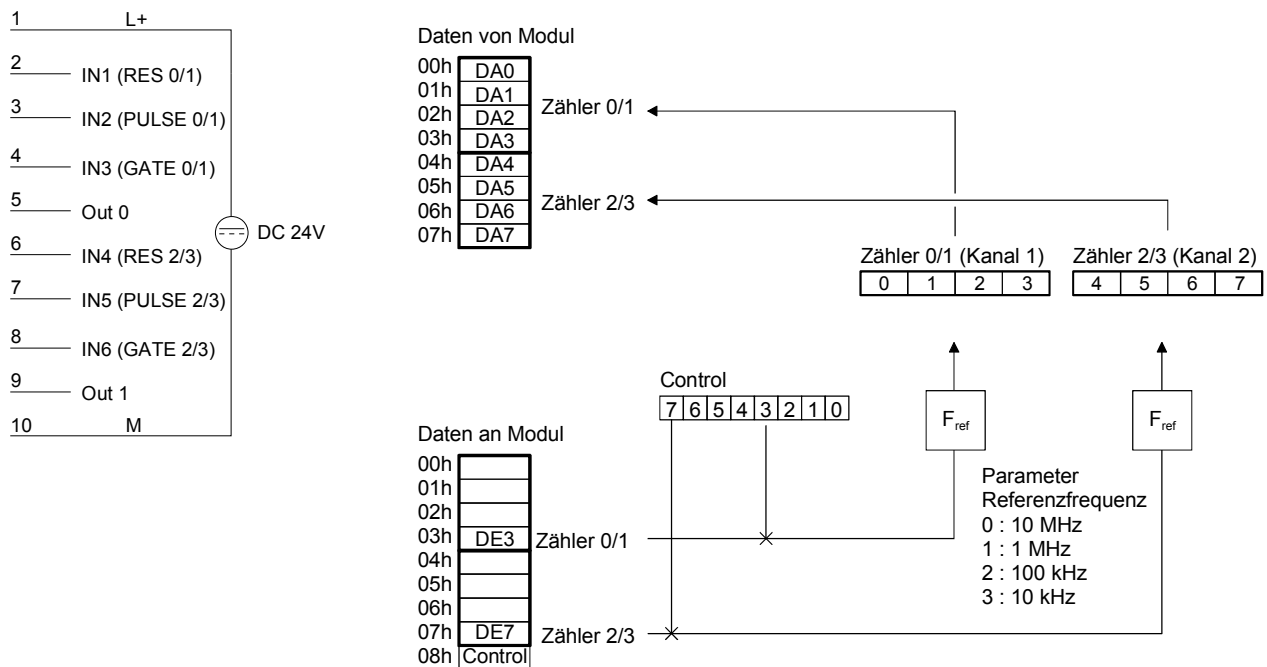 1 L+
2 IN1 (RES 0/1)
3 IN2 (PULSE 0/1)
4 IN3 (GATE 0/1)
5 Out 0
DC 24V
6 IN4 (RES 2/3)
7 IN5 (PULSE 2/3)
8 IN6 (GATE 2/3)
9 Out 1
10 M
Daten von Modul
00h DA0
01h DA1
02h DA2
03h DA3
Zähler 0/1
04h DA4
05h DA5
06h DA6
07h DA7
Zähler 2/3
Zähler 0/1 (Kanal 1)
0 1 2 3
Zähler 2/3 (Kanal 2)
4 5 6 7
Control
7 6 5 4 3 2 1 0
Fref
Fref
Daten an Modul
00h
01h
02h
03h DE3 Zähler 0/1
04h
05h
06h
07h DE7 Zähler 2/3
08h Control
Parameter
Referenzfrequenz
0 : 10 MHz
1 : 1 MHz
2 : 100 kHz
3 : 10 kHz